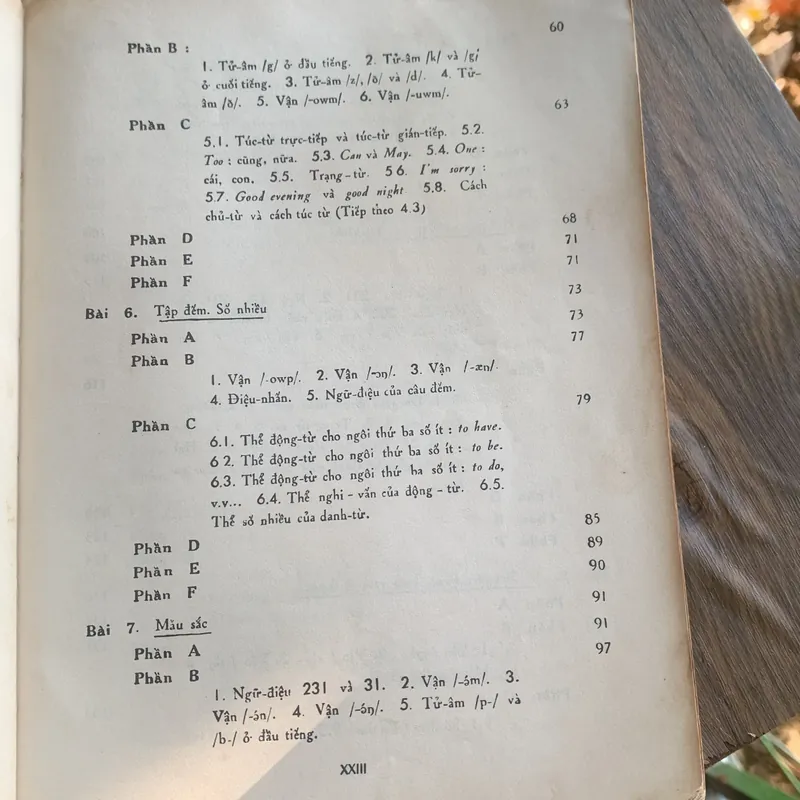 Phần B : 60
1. Tử-âm /g/ ở đầu tiếng. 2. Tử-âm /k/ và /g/
ở cuối tiếng. 3. Tử-âm /z/, /ð/ và /d/. 4. Tử-
âm /ð/. 5. Vận /-owm/. 6. Vận /-uwm/.
Phần C 63
5.1. Túc-từ trực-tiếp và túc-từ gián-tiếp. 5.2.
Too : cũng, nữa. 5.3. Can và May. 5.4. One :
cái, con. 5.5. Trạng-từ. 5 6. I'm sorry :
5.7. Good evening và good night 5.8. Cách
chủ-từ và cách túc từ (Tiếp theo 4.3)
Phần D 68
Phần E 71
Phần F 71
Bài 6. Tập đếm. Số nhiều 73
Phần A 73
Phần B 77
1. Vận /-owp/. 2. Vận /-ɔŋ/. 3. Vận /-æn/.
4. Điệu-nhấn. 5. Ngữ-điệu của câu đếm.
Phần C 79
6.1. Thể động-từ cho ngôi thứ ba số ít : to have.
6 2. Thể động-từ cho ngôi thứ ba số ít : to be.
6.3. Thể động-từ cho ngôi thứ ba số ít : to do,
v.v... 6.4. Thể nghi - vấn của động - từ. 6.5.
Thể số nhiều của danh-từ.
Phần D 85
Phần E 89
Phần F 90
Bài 7. Mầu sắc 91
Phần A 91
Phần B 97
1. Ngữ-điệu 231 và 31. 2. Vận /-ə́m/. 3.
Vận /-ə́n/. 4. Vận /-ə́ŋ/. 5. Tử-âm /p-/ và
/b-/ ở đầu tiếng.
XXIII